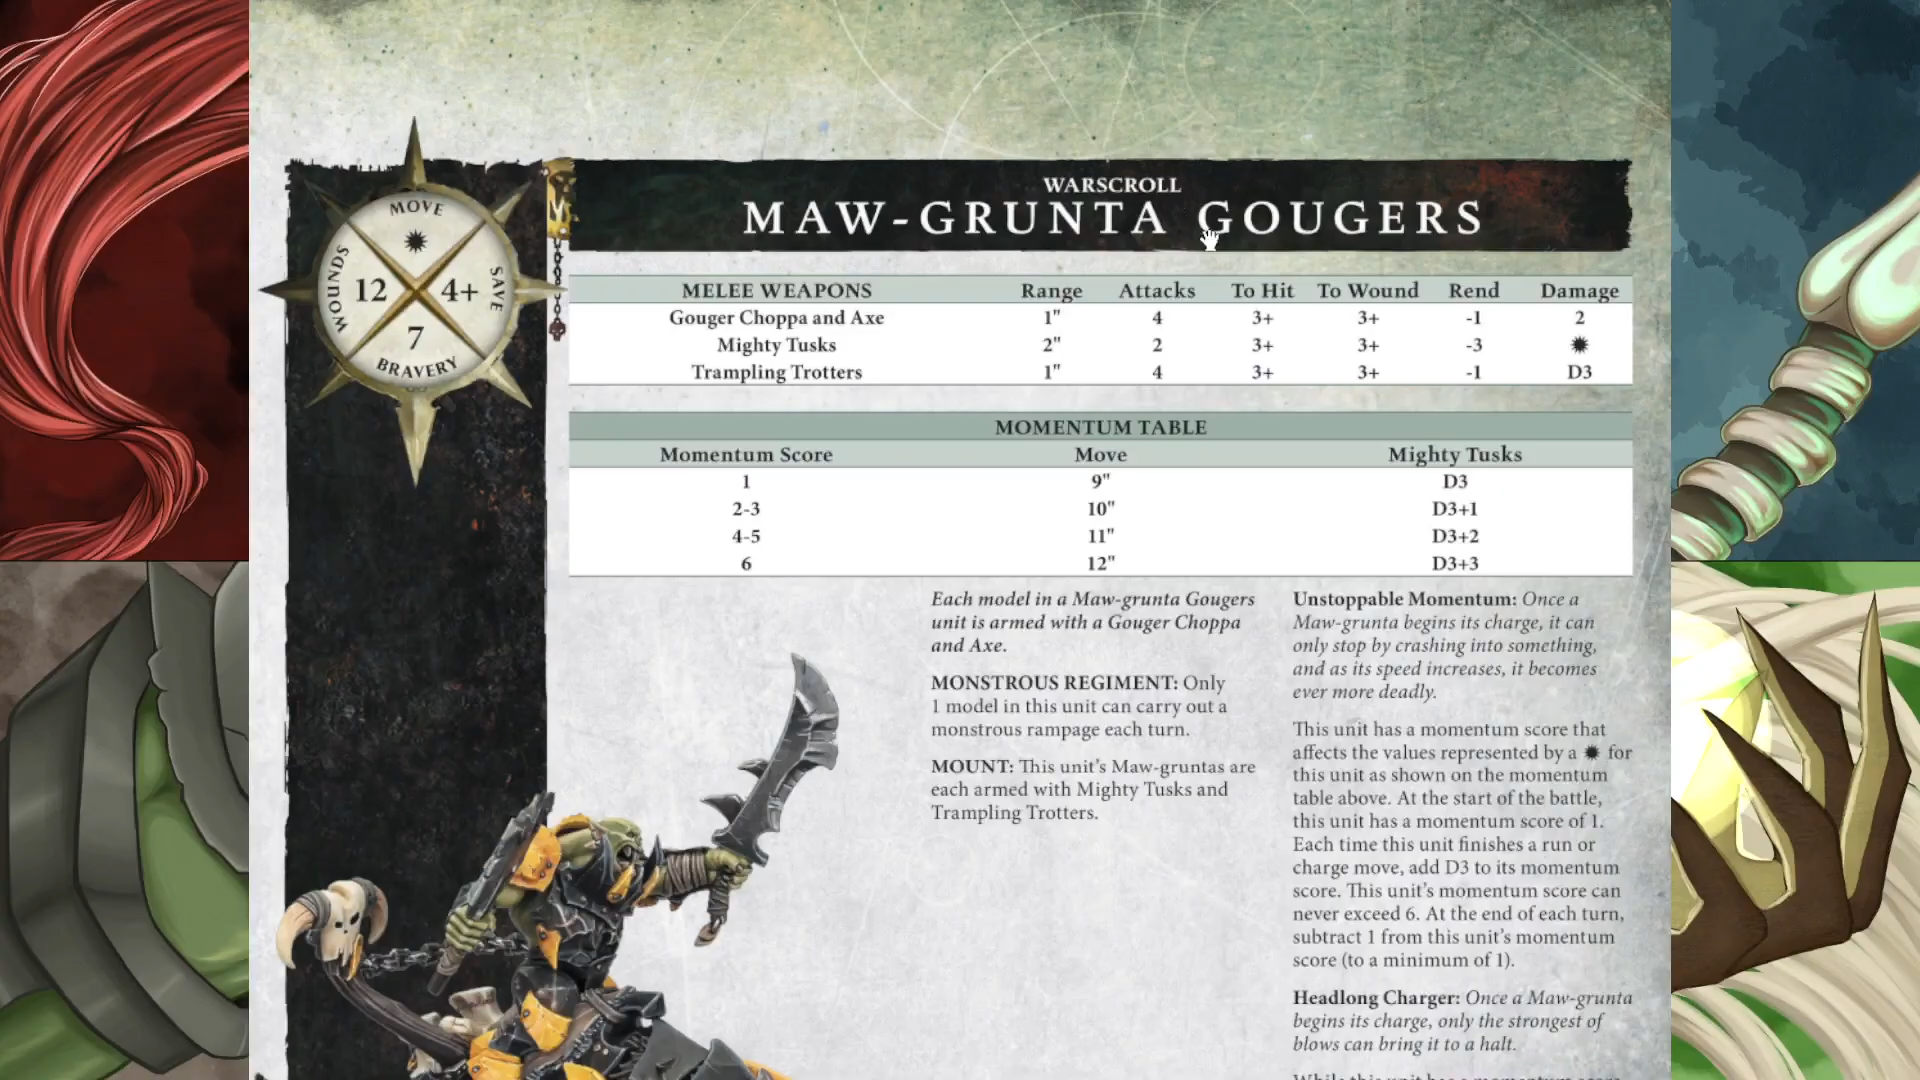 WARSCROLL
MAW-GRUNTA GOUGERS
MOVE
WOUNDS 12 4+ SAVE
7
BRAVERY
MELEE WEAPONS Range Attacks To Hit To Wound Rend Damage
Gouger Choppa and Axe 1" 4 3+ 3+ -1 2
Mighty Tusks 2" 2 3+ 3+ -3 ✹
Trampling Trotters 1" 4 3+ 3+ -1 D3
MOMENTUM TABLE
Momentum Score Move Mighty Tusks
1 9" D3
2-3 10" D3+1
4-5 11" D3+2
6 12" D3+3
Each model in a Maw-grunta Gougers
unit is armed with a Gouger Choppa
and Axe.
MONSTROUS REGIMENT: Only
1 model in this unit can carry out a
monstrous rampage each turn.
MOUNT: This unit's Maw-gruntas are
each armed with Mighty Tusks and
Trampling Trotters.
Unstoppable Momentum: Once a
Maw-grunta begins its charge, it can
only stop by crashing into something,
and as its speed increases, it becomes
ever more deadly.
This unit has a momentum score that
affects the values represented by a ✹ for
this unit as shown on the momentum
table above. At the start of the battle,
this unit has a momentum score of 1.
Each time this unit finishes a run or
charge move, add D3 to its momentum
score. This unit's momentum score can
never exceed 6. At the end of each turn,
subtract 1 from this unit's momentum
score (to a minimum of 1).
Headlong Charger: Once a Maw-grunta
begins its charge, only the strongest of
blows can bring it to a halt.